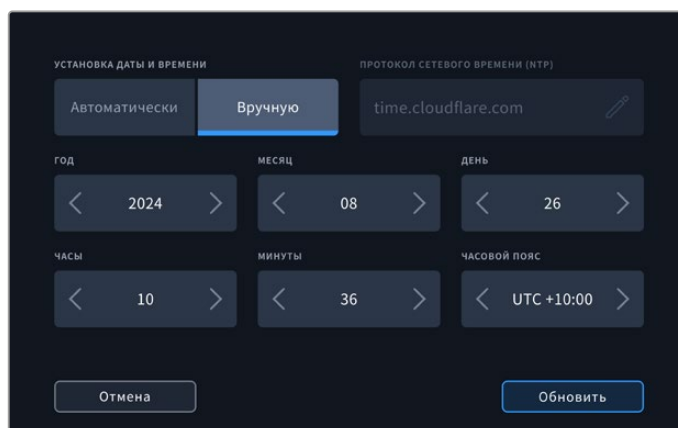 УСТАНОВКА ДАТЫ И ВРЕМЕНИ
ПРОТОКОЛ СЕТЕВОГО ВРЕМЕНИ (NTP)
Автоматически
Вручную
time.cloudflare.com
ГОД
МЕСЯЦ
ДЕНЬ
2024
08
26
ЧАСЫ
МИНУТЫ
ЧАСОВОЙ ПОЯС
10
36
UTC +10:00
Отмена
Обновить